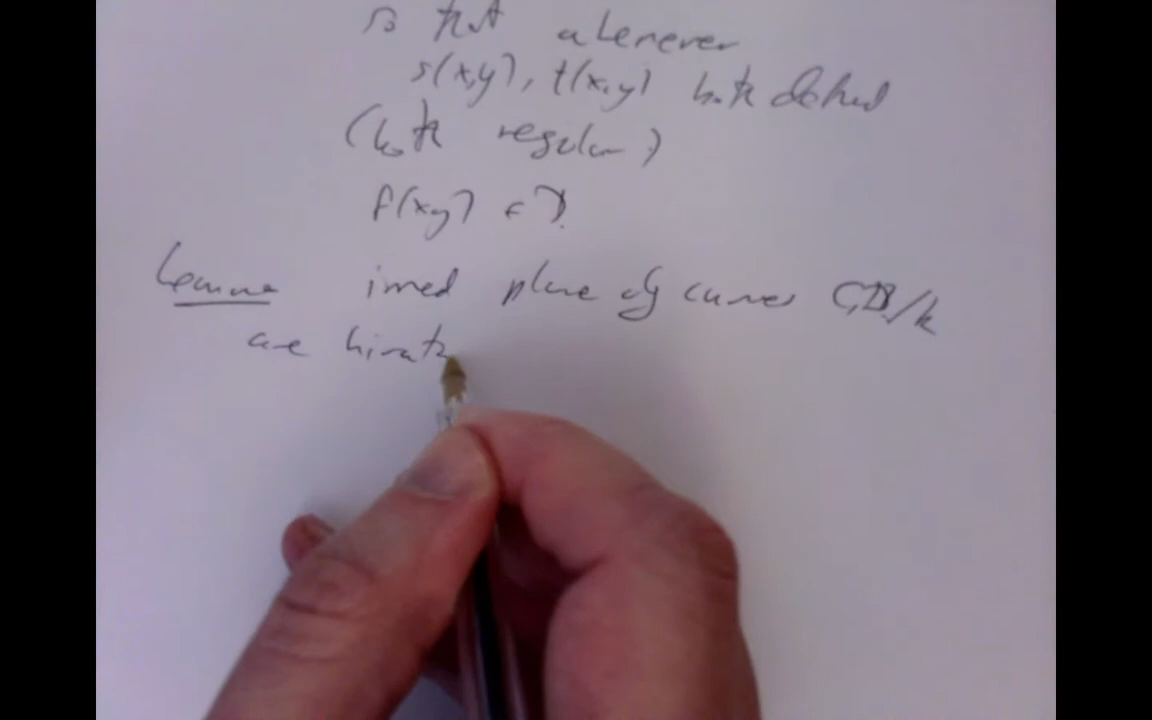 so that whenever
s(x,y), t(x,y) both defined
(both regular)
f(x,y) ∈ D.
Lemma irred plane alg curves C, D/k
are birat